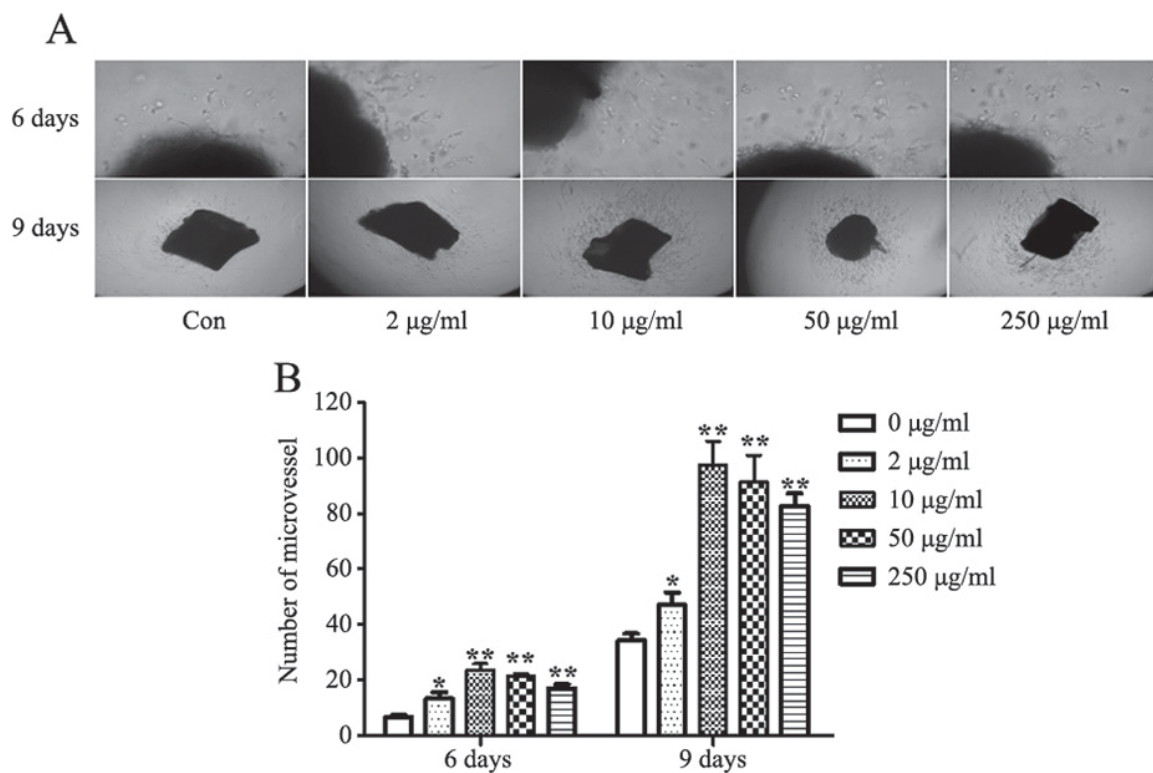 A
6 days
9 days
Con 2 μg/ml 10 μg/ml 50 μg/ml 250 μg/ml
B
Number of microvessel
120
100
80
60
40
20
0
* ** ** **
* ** ** **
6 days 9 days
0 μg/ml
2 μg/ml
10 μg/ml
50 μg/ml
250 μg/ml